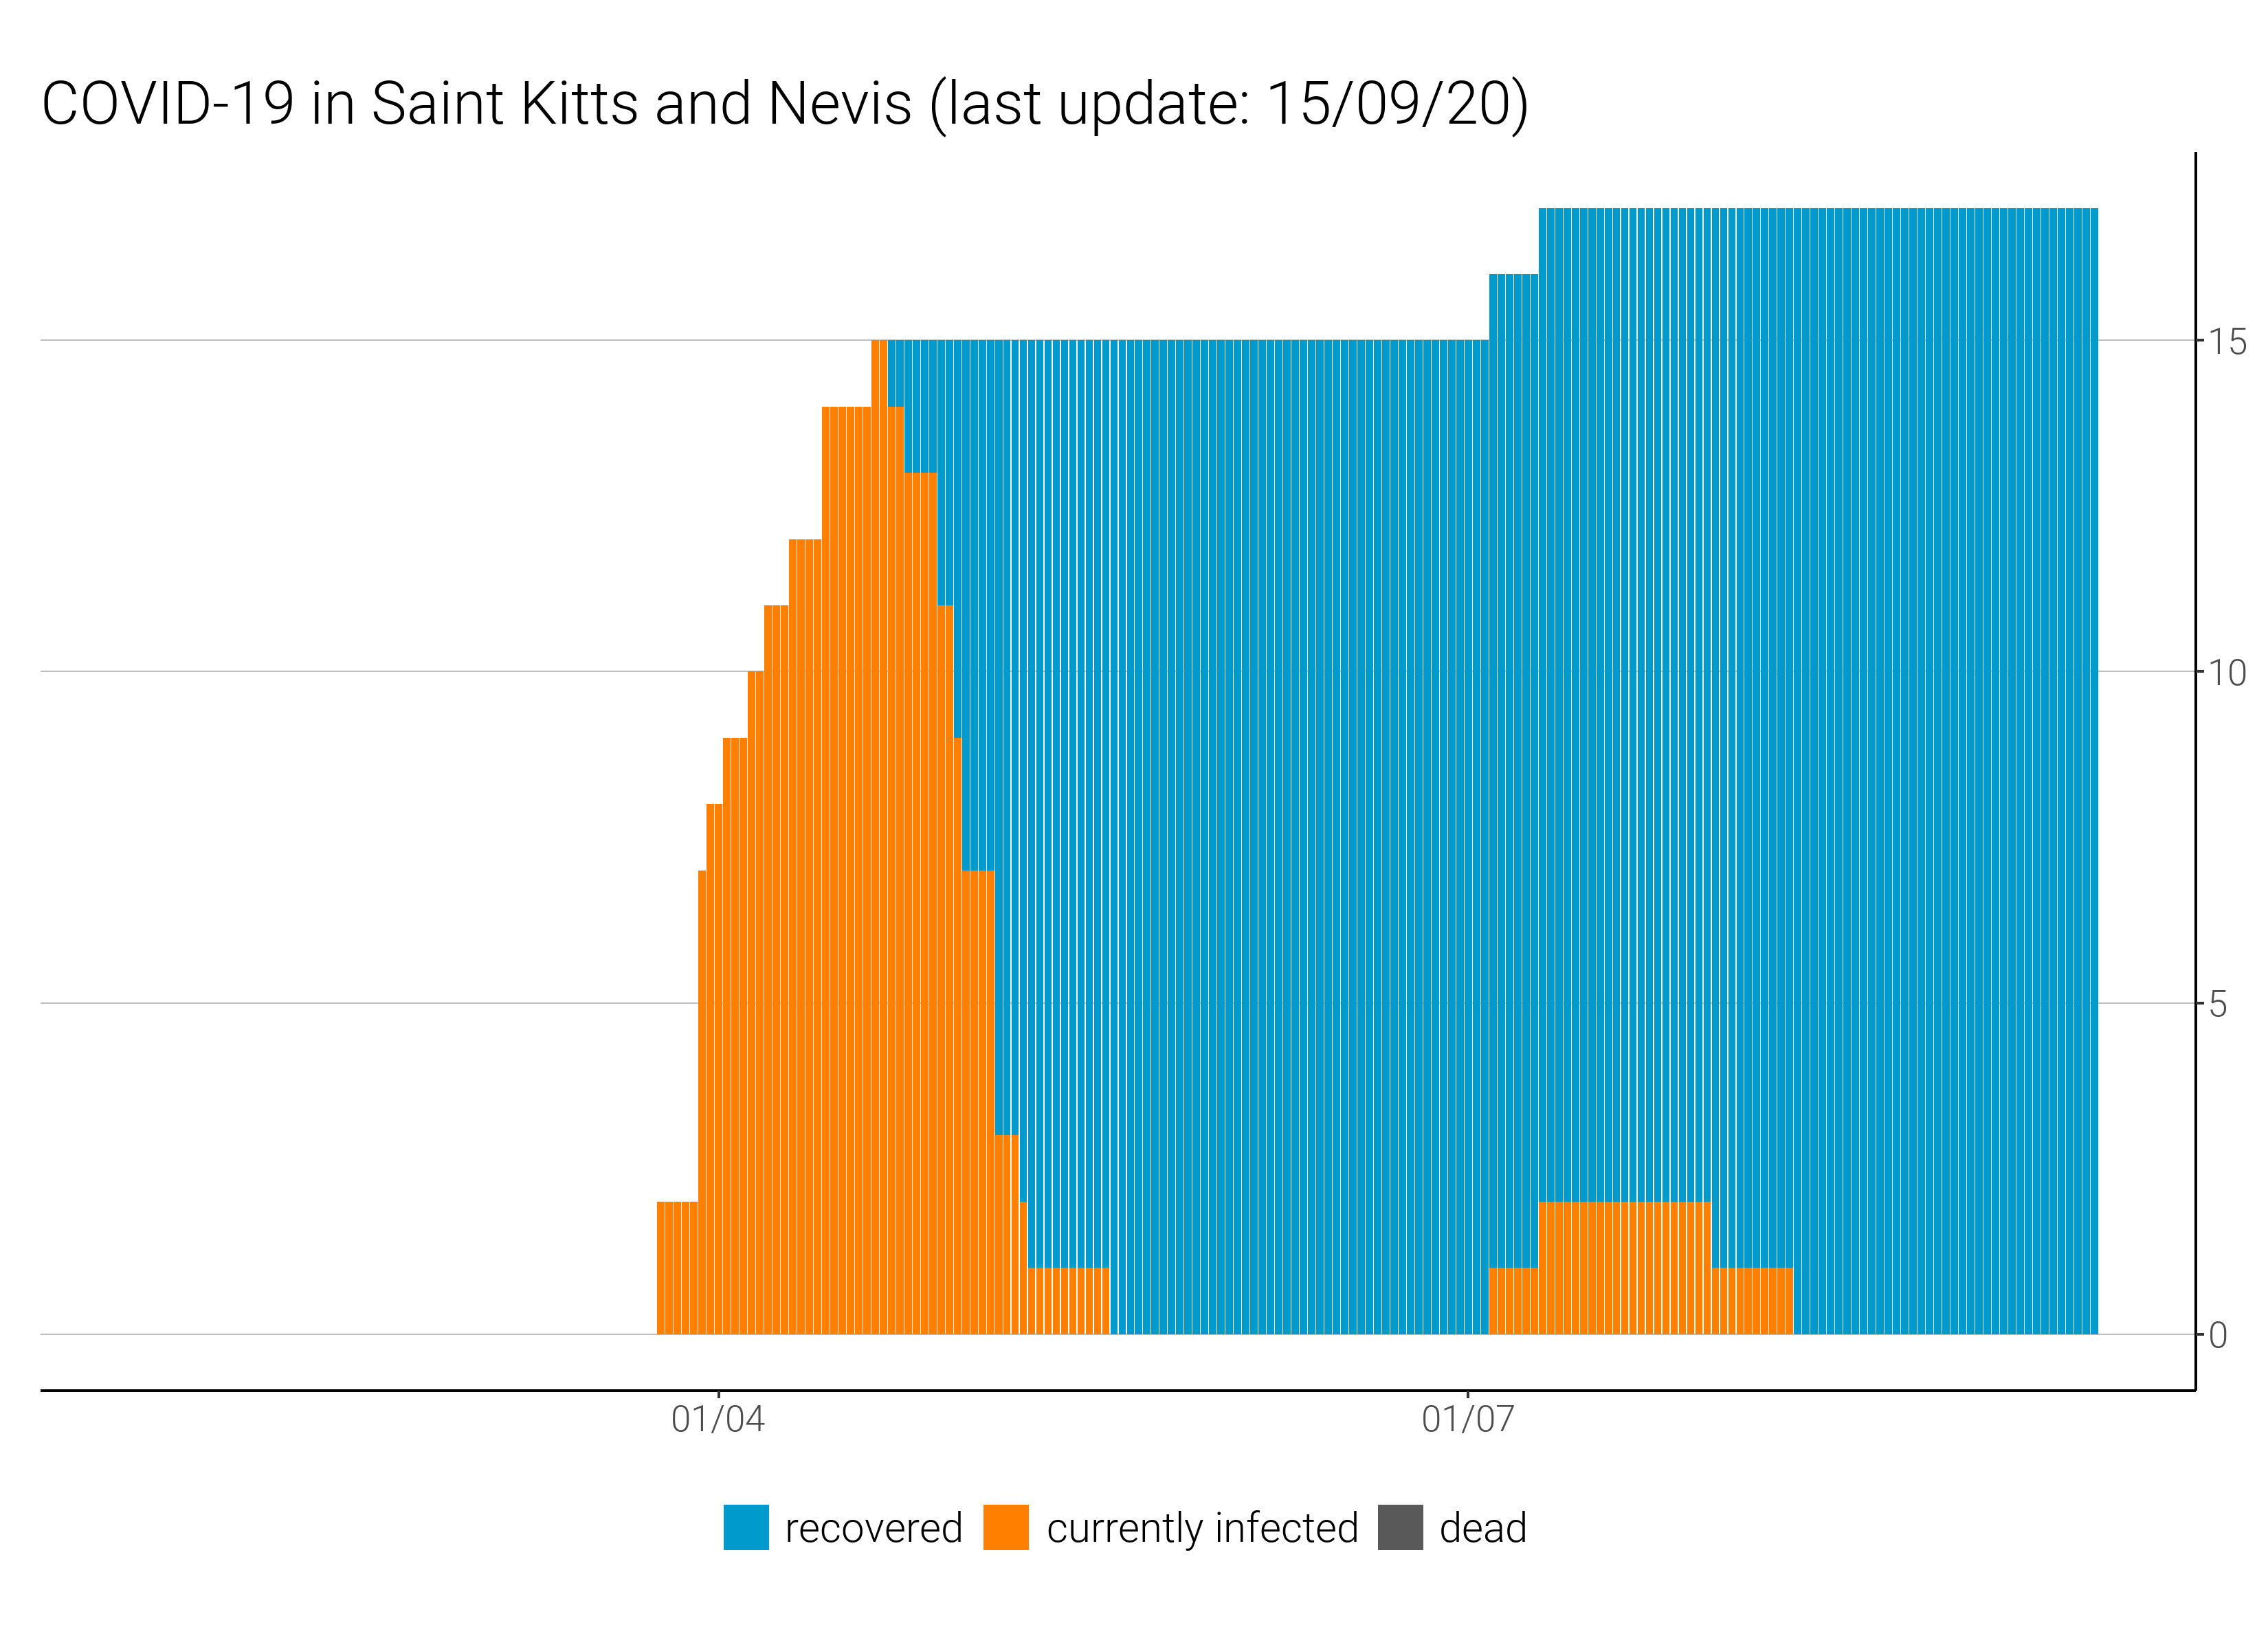 COVID-19 in Saint Kitts and Nevis (last update: 15/09/20)
15
10
5
0
01/04 01/07
recovered currently infected dead